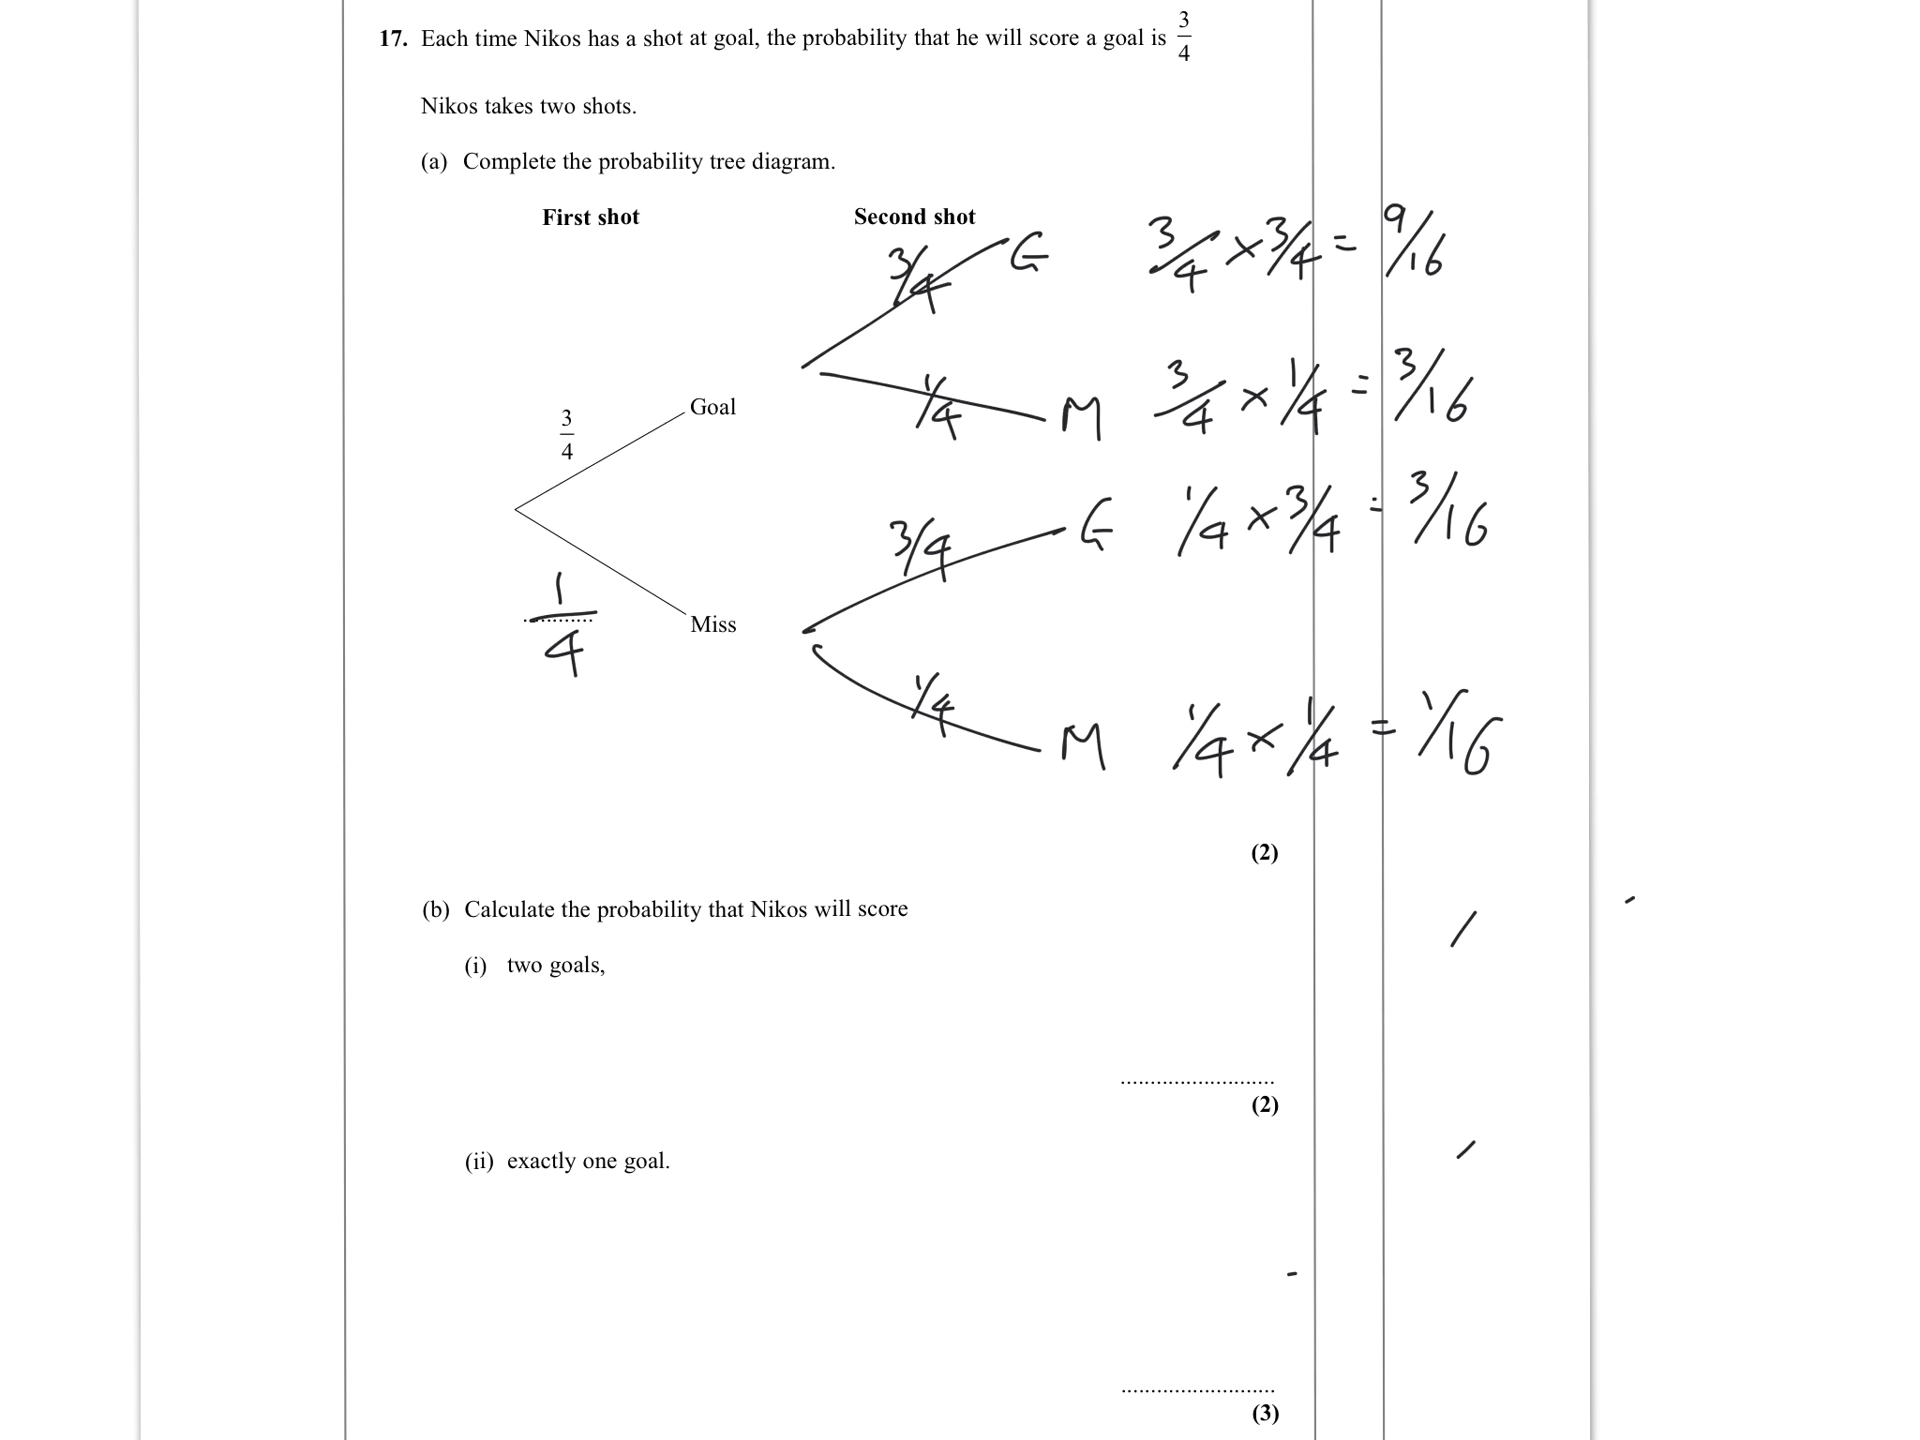 17. Each time Nikos has a shot at goal, the probability that he will score a goal is 3/4
Nikos takes two shots.
(a) Complete the probability tree diagram.
First shot Second shot
3/4 G 3/4 × 3/4 = 9/16
1/4 M 3/4 × 1/4 = 3/16
3/4 Goal
3/4 G 1/4 × 3/4 = 3/16
1/4 Miss
1/4 M 1/4 × 1/4 = 1/16
(2)
(b) Calculate the probability that Nikos will score
(i) two goals,
..........................
(2)
(ii) exactly one goal.
..........................
(3)